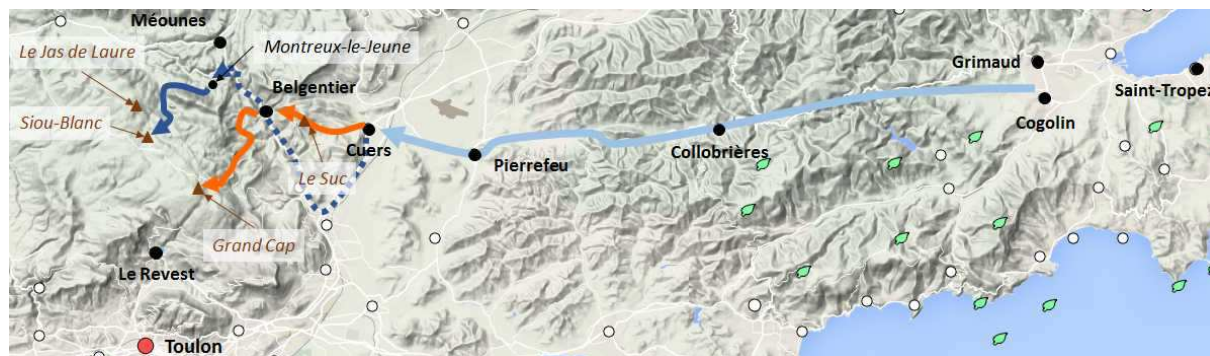 Méounes
Le Jas de Laure
Montreux-le-Jeune
Grimaud
Belgentier
Saint-Tropez
Siou-Blanc
Cogolin
Cuers
Collobrières
Pierrefeu
Le Suc
Grand Cap
Le Revest
Toulon